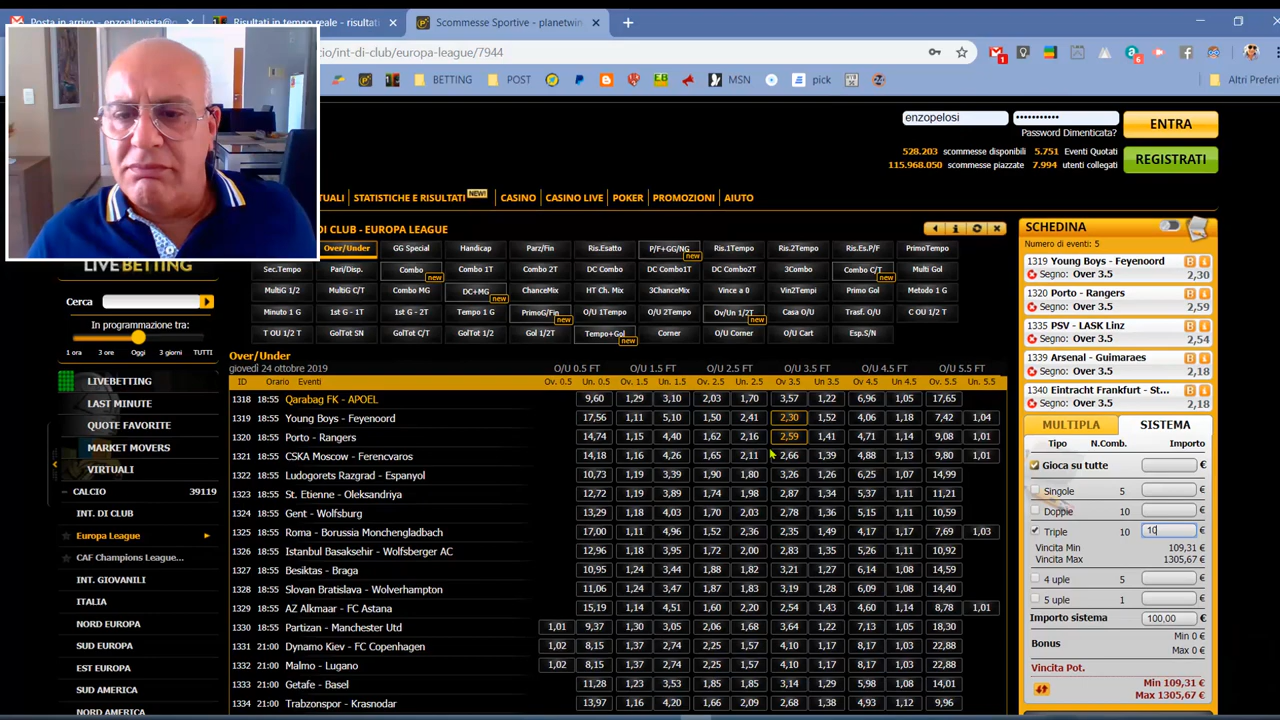 Posta in arrivo - enzoaltavista@
Risultati in tempo reale - risultati
Scommesse Sportive - planetwin
cio/int-di-club/europa-league/7944
BETTING POST EB MSN pick Altri Preferi
enzopelosi •••••••••••
Password Dimenticata?
ENTRA
528.203 scommesse disponibili 5.751 Eventi Quotati
115.968.050 scommesse piazzate 7.994 utenti collegati
REGISTRATI
TUALI STATISTICHE E RISULTATI NEW! CASINO CASINO LIVE POKER PROMOZIONI AIUTO
DI CLUB - EUROPA LEAGUE
Over/Under GG Special Handicap Parz/Fin Ris.Esatto P/F+GG/NG new Ris.1Tempo Ris.2Tempo Ris.Es.P/F PrimoTempo
Sec.Tempo Pari/Disp. Combo new Combo 1T Combo 2T DC Combo DC Combo1T DC Combo2T 3Combo Combo C/T new Multi Gol
MultiG 1/2 MultiG C/T Combo MG DC+MG new ChanceMix HT Ch. Mix 3ChanceMix Vince a 0 Vin2Tempi Primo Gol Metodo 1 G
Minuto 1 G 1st G - 1T 1st G - 2T Tempo 1 G PrimoG/Fin new O/U 1Tempo O/U 2Tempo Ov/Un 1/2T new Casa O/U Trasf. O/U C OU 1/2 T
T OU 1/2 T GolTot SN GolTot C/T GolTot 1/2 Gol 1/2T Tempo+Gol new Corner O/U Corner O/U Cart Esp.S/N
LIVEBETTING
Cerca
In programmazione tra:
1 ora 3 ore Oggi 3 giorni TUTTI
LIVEBETTING
LAST MINUTE
QUOTE FAVORITE
MARKET MOVERS
VIRTUALI
CALCIO 39119
INT. DI CLUB
Europa League
CAF Champions League...
INT. GIOVANILI
ITALIA
NORD EUROPA
SUD EUROPA
EST EUROPA
SUD AMERICA
NORD AMERICA
Over/Under
giovedì 24 ottobre 2019 O/U 0.5 FT O/U 1.5 FT O/U 2.5 FT O/U 3.5 FT O/U 4.5 FT O/U 5.5 FT
ID Orario Eventi Ov. 0.5 Un. 0.5 Ov. 1.5 Un. 1.5 Ov. 2.5 Un. 2.5 Ov 3.5 Un 3.5 Ov 4.5 Un 4.5 Ov. 5.5 Un. 5.5
1318 18:55 Qarabag FK - APOEL 9,60 1,29 3,10 2,03 1,70 3,57 1,22 6,96 1,05 17,65
1319 18:55 Young Boys - Feyenoord 17,56 1,11 5,10 1,50 2,41 2,30 1,52 4,06 1,18 7,42 1,04
1320 18:55 Porto - Rangers 14,74 1,15 4,40 1,62 2,16 2,59 1,41 4,71 1,14 9,08 1,01
1321 18:55 CSKA Moscow - Ferencvaros 14,18 1,16 4,26 1,65 2,11 2,66 1,39 4,88 1,13 9,80 1,01
1322 18:55 Ludogorets Razgrad - Espanyol 10,73 1,19 3,39 1,90 1,80 3,26 1,26 6,25 1,07 14,99
1323 18:55 St. Etienne - Oleksandriya 12,72 1,19 3,89 1,74 1,98 2,87 1,34 5,37 1,11 11,21
1324 18:55 Gent - Wolfsburg 13,97 1,17 4,08 1,70 2,03 2,78 1,36 5,16 1,11 10,59
1325 18:55 Roma - Borussia Monchengladbach 17,00 1,11 4,96 1,52 2,36 2,35 1,51 4,16 1,17 7,69 1,03
1326 18:55 Istanbul Basaksehir - Wolfsberger AC 12,96 1,18 3,95 1,72 2,00 2,83 1,35 5,26 1,11 10,92
1327 18:55 Besiktas - Braga 10,95 1,24 3,44 1,87 1,82 3,21 1,27 6,14 1,08 14,59
1328 18:55 Slovan Bratislava - Wolverhampton 11,06 1,24 3,47 1,87 1,83 3,19 1,28 6,09 1,08 14,40
1329 18:55 AZ Alkmaar - FC Astana 15,19 1,14 4,51 1,60 2,20 2,54 1,43 4,60 1,14 8,78 1,01
1330 18:55 Partizan - Manchester Utd 1,01 9,37 1,30 3,05 2,06 1,68 3,64 1,22 7,13 1,05 18,30
1331 21:00 Dynamo Kiev - FC Copenhagen 1,02 8,15 1,37 2,74 2,25 1,57 4,10 1,17 8,17 1,03 22,88
1332 21:00 Malmo - Lugano 1,02 8,15 1,37 2,74 2,25 1,57 4,10 1,17 8,17 1,03 22,88
1333 21:00 Getafe - Basel 11,28 1,23 3,53 1,85 1,85 3,14 1,29 5,98 1,08 14,01
1334 21:00 Trabzonspor - Krasnodar 13,97 1,16 4,20 1,66 2,09 2,68 1,38 4,93 1,12 9,96
SCHEDINA
Numero di eventi: 5
1319 Young Boys - Feyenoord
Segno: Over 3.5 2,30
1320 Porto - Rangers
Segno: Over 3.5 2,59
1335 PSV - LASK Linz
Segno: Over 3.5 2,54
1339 Arsenal - Guimaraes
Segno: Over 3.5 2,18
1340 Eintracht Frankfurt - St...
Segno: Over 3.5 2,18
MULTIPLA SISTEMA
Tipo N.Comb. Importo
Gioca su tutte €
Singole 5 €
Doppie 10 €
Triple 10 10 €
Vincita Min 109,31 €
Vincita Max 1305,67 €
4 uple 5 €
5 uple 1 €
Importo sistema 100,00 €
Bonus Min 0 €
Max 0 €
Vincita Pot.
Min 109,31 €
Max 1305,67 €